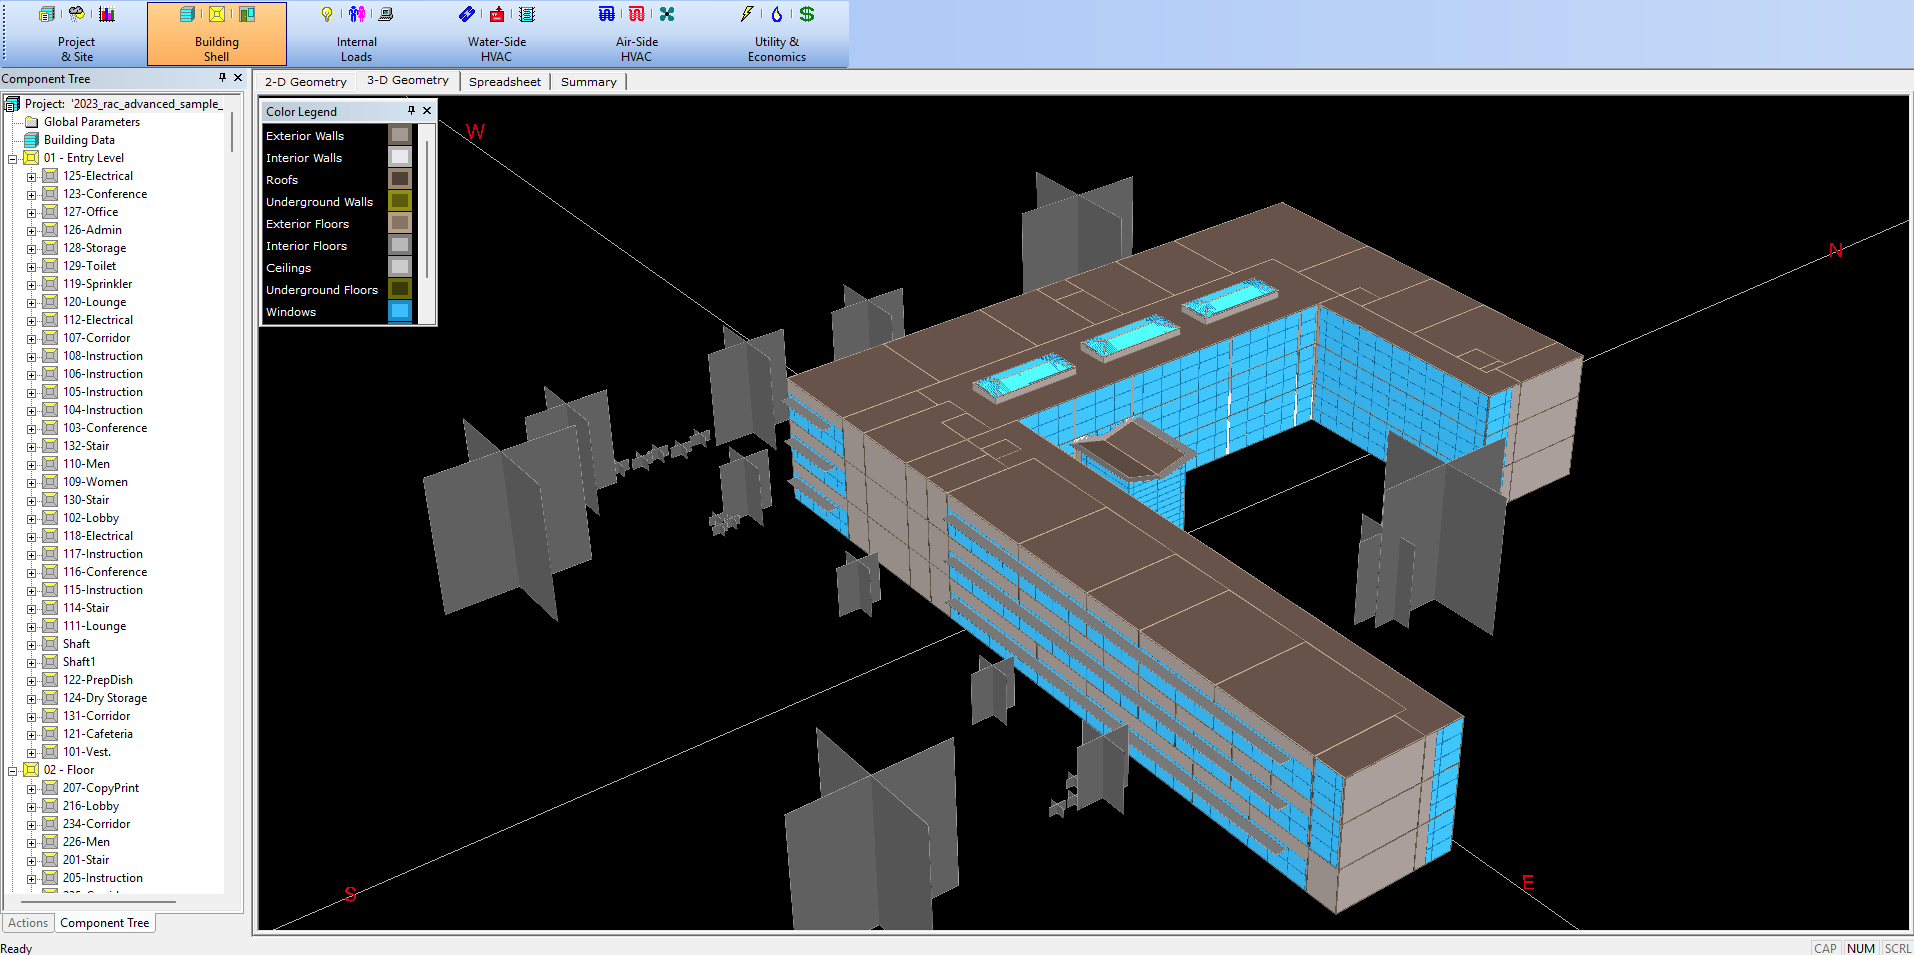 Project
& Site
Building
Shell
Internal
Loads
Water-Side
HVAC
Air-Side
HVAC
Utility &
Economics
Component Tree
Project: '2023_rac_advanced_sample_
Global Parameters
Building Data
01 - Entry Level
125-Electrical
123-Conference
127-Office
126-Admin
128-Storage
129-Toilet
119-Sprinkler
120-Lounge
112-Electrical
107-Corridor
108-Instruction
106-Instruction
105-Instruction
104-Instruction
103-Conference
132-Stair
110-Men
109-Women
130-Stair
102-Lobby
118-Electrical
117-Instruction
116-Conference
115-Instruction
114-Stair
111-Lounge
Shaft
Shaft1
122-PrepDish
124-Dry Storage
131-Corridor
121-Cafeteria
101-Vest.
02 - Floor
207-CopyPrint
216-Lobby
234-Corridor
226-Men
201-Stair
205-Instruction
Actions
Component Tree
2-D Geometry
3-D Geometry
Spreadsheet
Summary
Color Legend
Exterior Walls
Interior Walls
Roofs
Underground Walls
Exterior Floors
Interior Floors
Ceilings
Underground Floors
Windows
W
N
S
E
Ready
CAP
NUM
SCRL